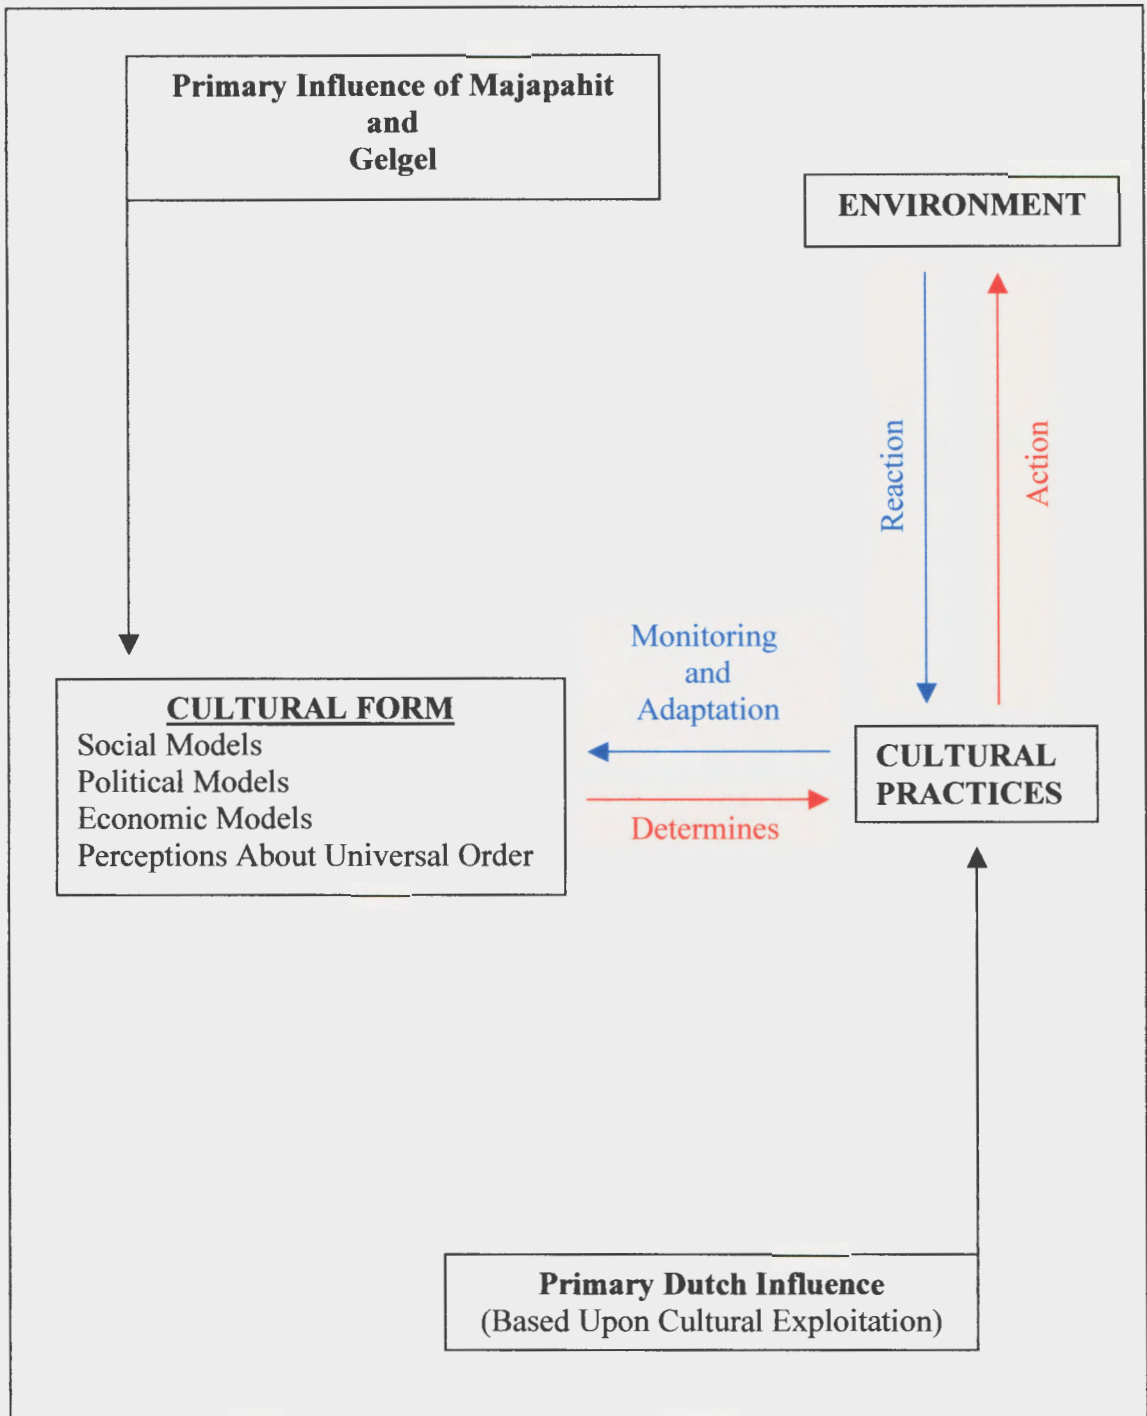 Primary Influence of Majapahit
and
Gelgel
ENVIRONMENT
Reaction
Action
Monitoring
and
Adaptation
CULTURAL FORM
Social Models
Political Models
Economic Models
Perceptions About Universal Order
CULTURAL
PRACTICES
Determines
Primary Dutch Influence
(Based Upon Cultural Exploitation)